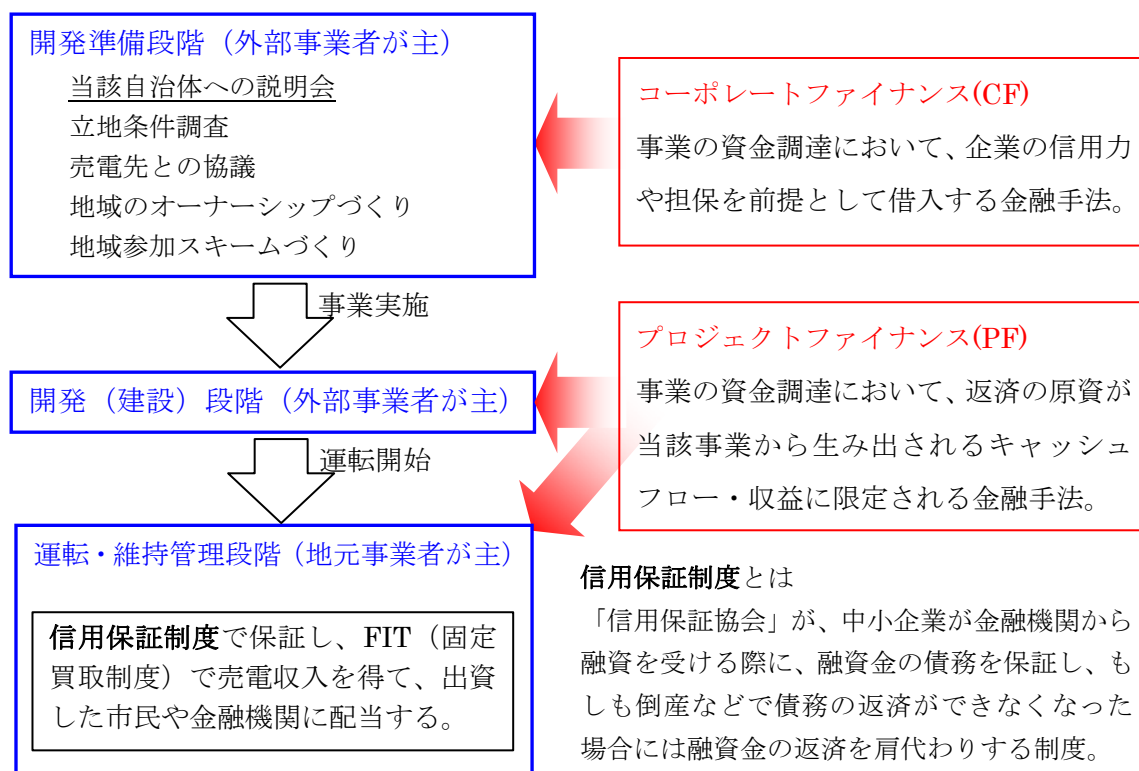 開発準備段階（外部事業者が主）
当該自治体への説明会
立地条件調査
売電先との協議
地域のオーナーシップづくり
地域参加スキームづくり
コーポレートファイナンス(CF)
事業の資金調達において、企業の信用力
や担保を前提として借入する金融手法。
事業実施
開発（建設）段階（外部事業者が主）
プロジェクトファイナンス(PF)
事業の資金調達において、返済の原資が
当該事業から生み出されるキャッシュ
フロー・収益に限定される金融手法。
運転開始
運転・維持管理段階（地元事業者が主）
信用保証制度で保証し、FIT（固定
買取制度）で売電収入を得て、出資
した市民や金融機関に配当する。
信用保証制度とは
「信用保証協会」が、中小企業が金融機関から
融資を受ける際に、融資金の債務を保証し、も
しも倒産などで債務の返済ができなくなった
場合には融資金の返済を肩代わりする制度。